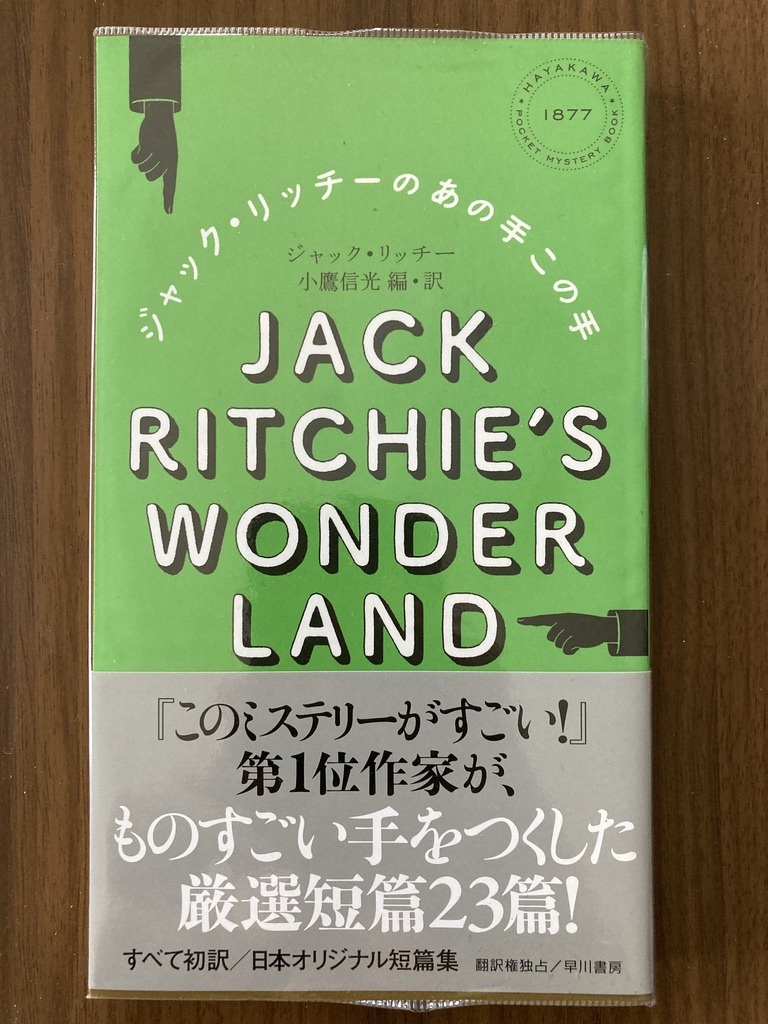 HAYAKAWA
1877
POCKET MYSTERY BOOK
ジャック・リッチーのあの手この手
ジャック・リッチー
小鷹信光 編・訳
JACK
RITCHIE'S
WONDER
LAND
『このミステリーがすごい!』
第1位作家が、
ものすごい手をつくした
厳選短篇23篇!
すべて初訳/日本オリジナル短篇集 翻訳権独占/早川書房